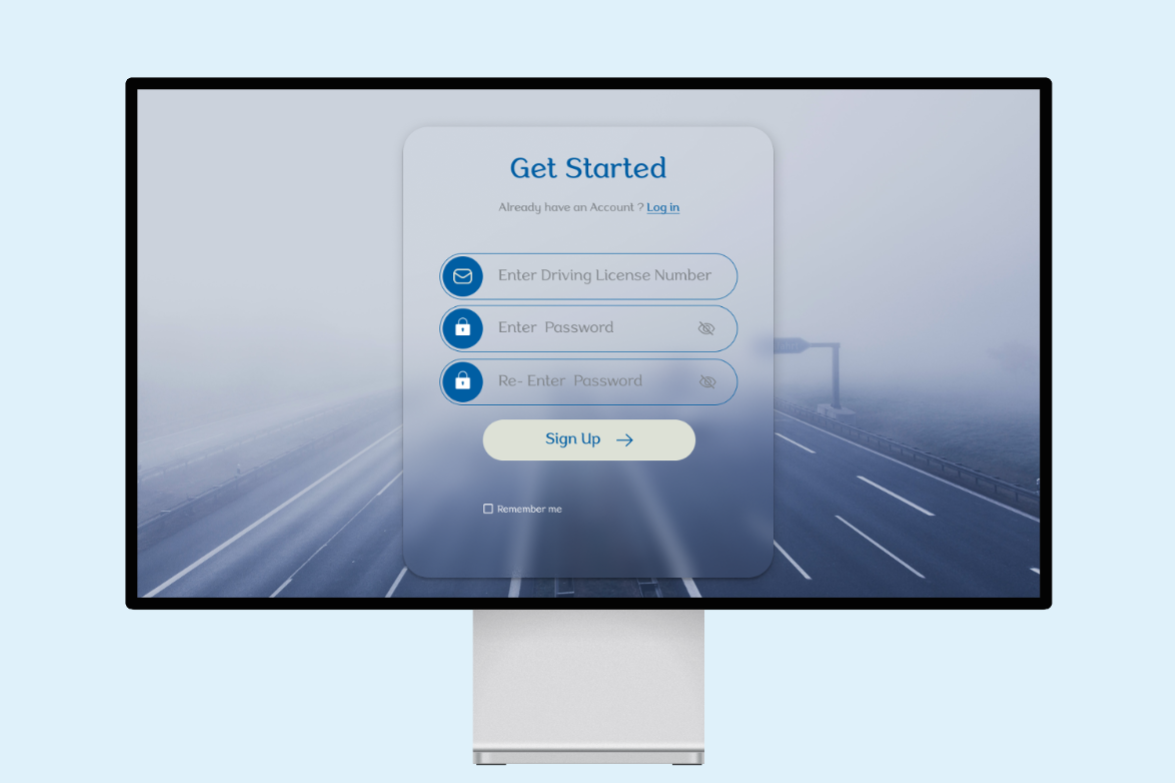 Get Started
Already have an Account ? Log in
Enter Driving License Number
Enter  Password
Re- Enter  Password
Sign Up
Remember me